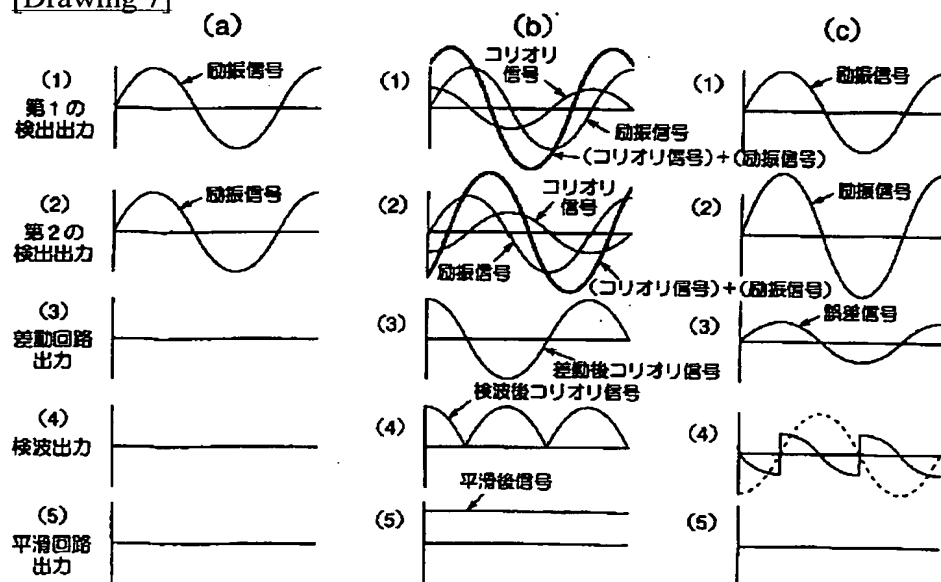 [Drawing 7]
(a)
(1)
第1の
検出出力
励振信号
(2)
第2の
検出出力
励振信号
(3)
差動回路
出力
(4)
検波出力
(5)
平滑回路
出力
(b)
(1)
コリオリ
信号
励振信号
(コリオリ信号)+(励振信号)
(2)
コリオリ
信号
励振信号
(コリオリ信号)+(励振信号)
(3)
差動後コリオリ信号
(4)
検波後コリオリ信号
(5)
平滑後信号
(c)
(1)
励振信号
(2)
励振信号
(3)
誤差信号
(4)
(5)